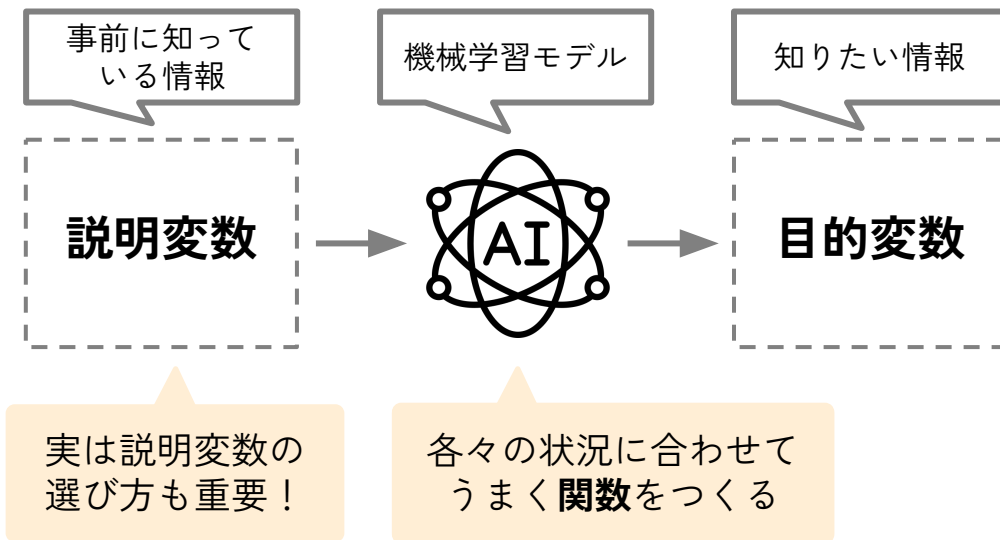 事前に知って
いる情報
機械学習モデル
知りたい情報
説明変数
AI
目的変数
実は説明変数の
選び方も重要！
各々の状況に合わせて
うまく関数をつくる